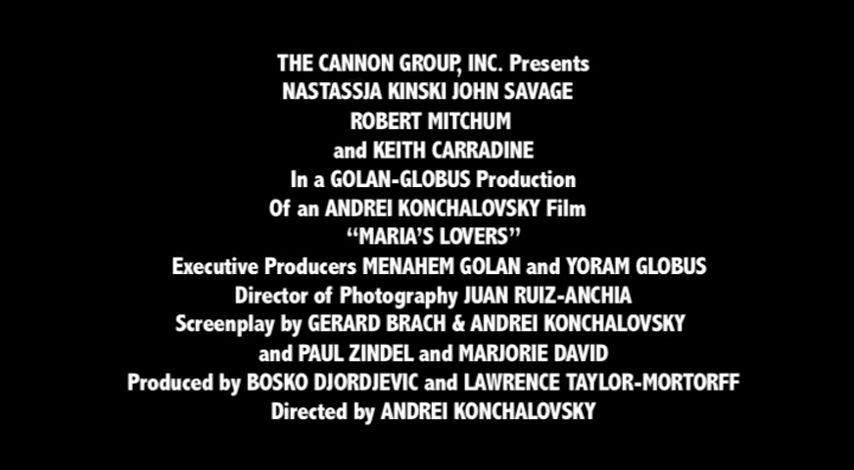 THE CANNON GROUP, INC. Presents
NASTASSJA KINSKI JOHN SAVAGE
ROBERT MITCHUM
and KEITH CARRADINE
In a GOLAN-GLOBUS Production
Of an ANDREI KONCHALOVSKY Film
“MARIA’S LOVERS”
Executive Producers MENAHEM GOLAN and YORAM GLOBUS
Director of Photography JUAN RUIZ-ANCHIA
Screenplay by GERARD BRACH & ANDREI KONCHALOVSKY
and PAUL ZINDEL and MARJORIE DAVID
Produced by BOSKO DJORDJEVIC and LAWRENCE TAYLOR-MORTORFF
Directed by ANDREI KONCHALOVSKY